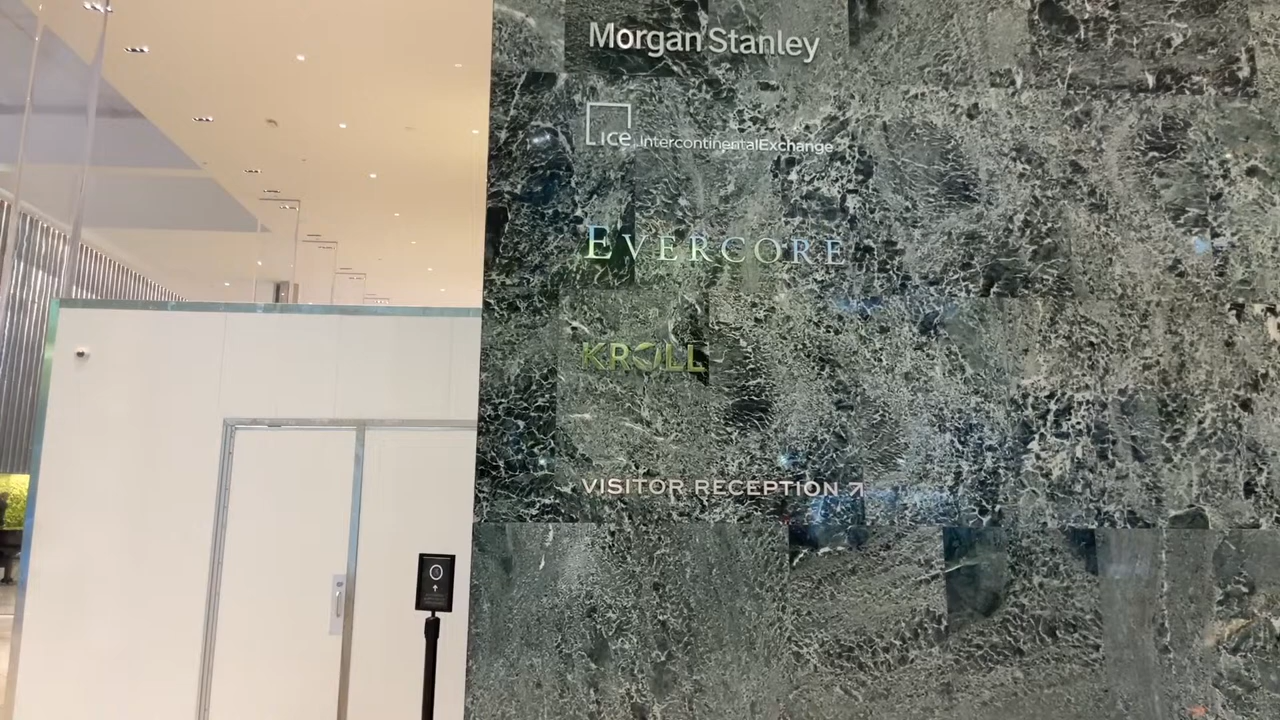 Morgan Stanley
ice IntercontinentalExchange
EVERCORE
KROLL
VISITOR RECEPTION ↗